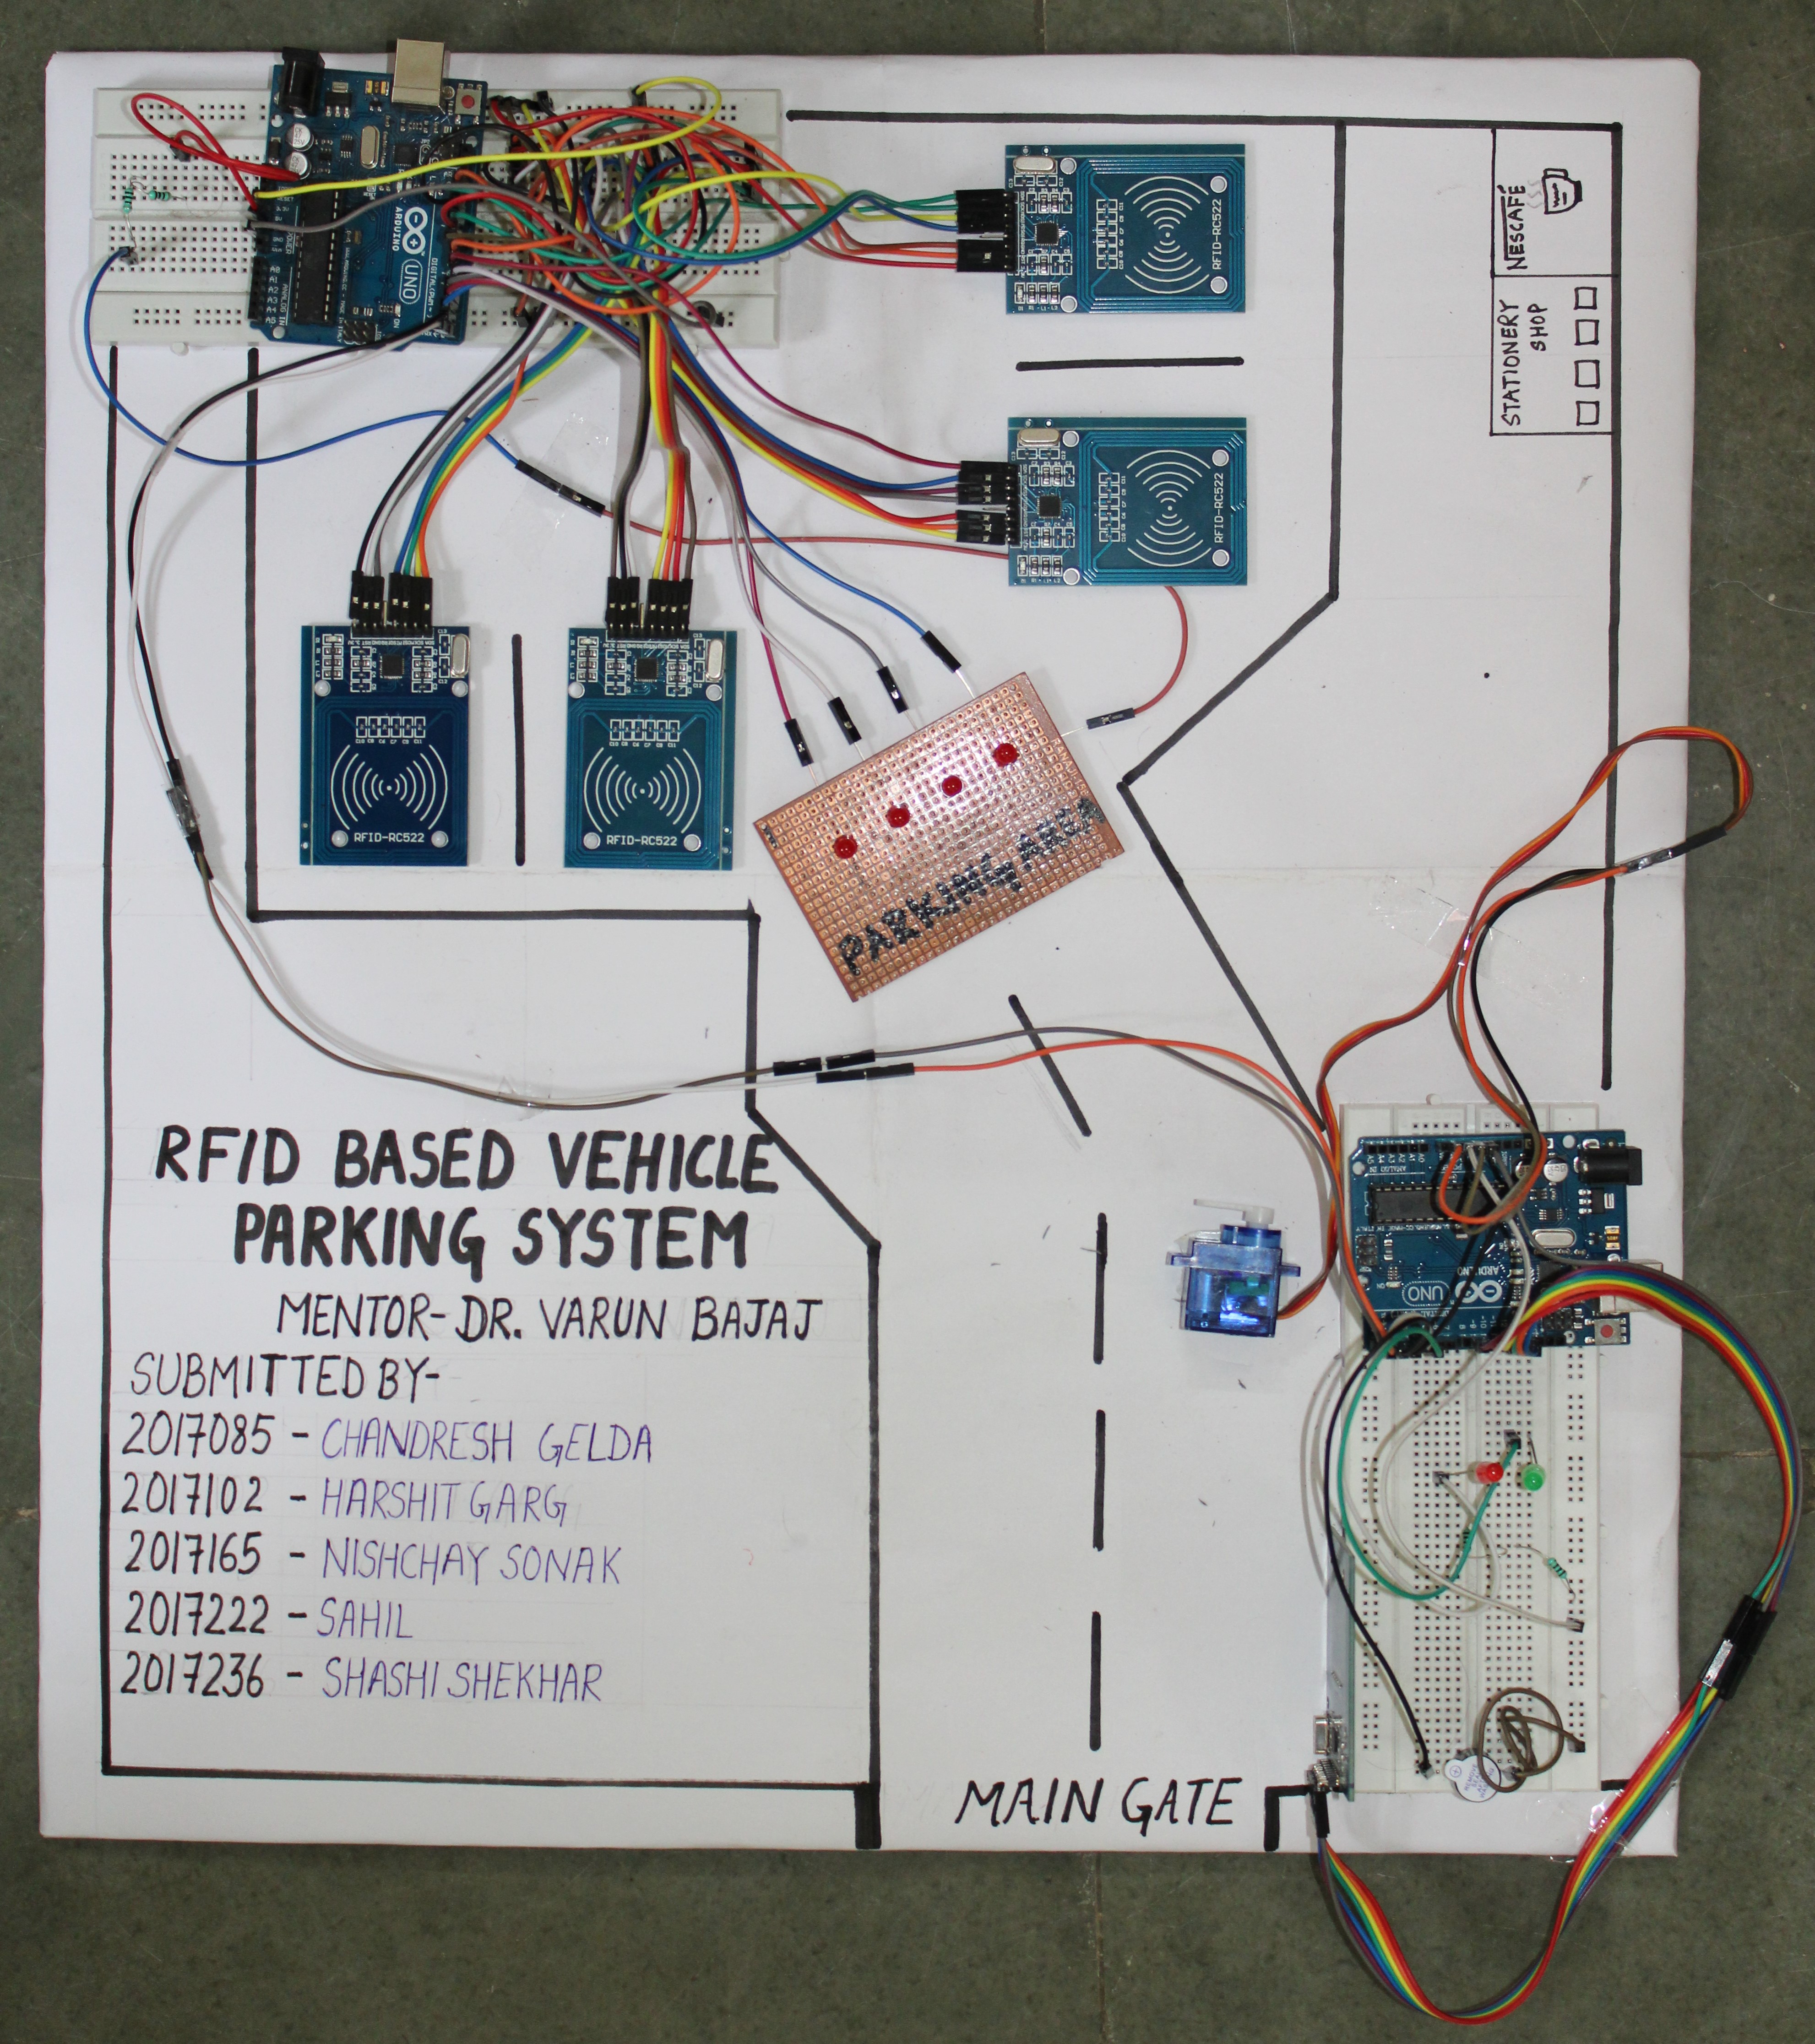 ARDUINO
UNO
RFID-RC522
NESCAFÉ
STATIONERY
SHOP
RFID-RC522
RFID-RC522
RFID-RC522
PARKING AREA
RFID BASED VEHICLE
PARKING SYSTEM
MENTOR- DR. VARUN BAJAJ
SUBMITTED BY-
2017085 - CHANDRESH GELDA
2017102 - HARSHIT GARG
2017165 - NISHCHAY SONAK
2017222 - SAHIL
2017236 - SHASHI SHEKHAR
ARDUINO
UNO
MAIN GATE